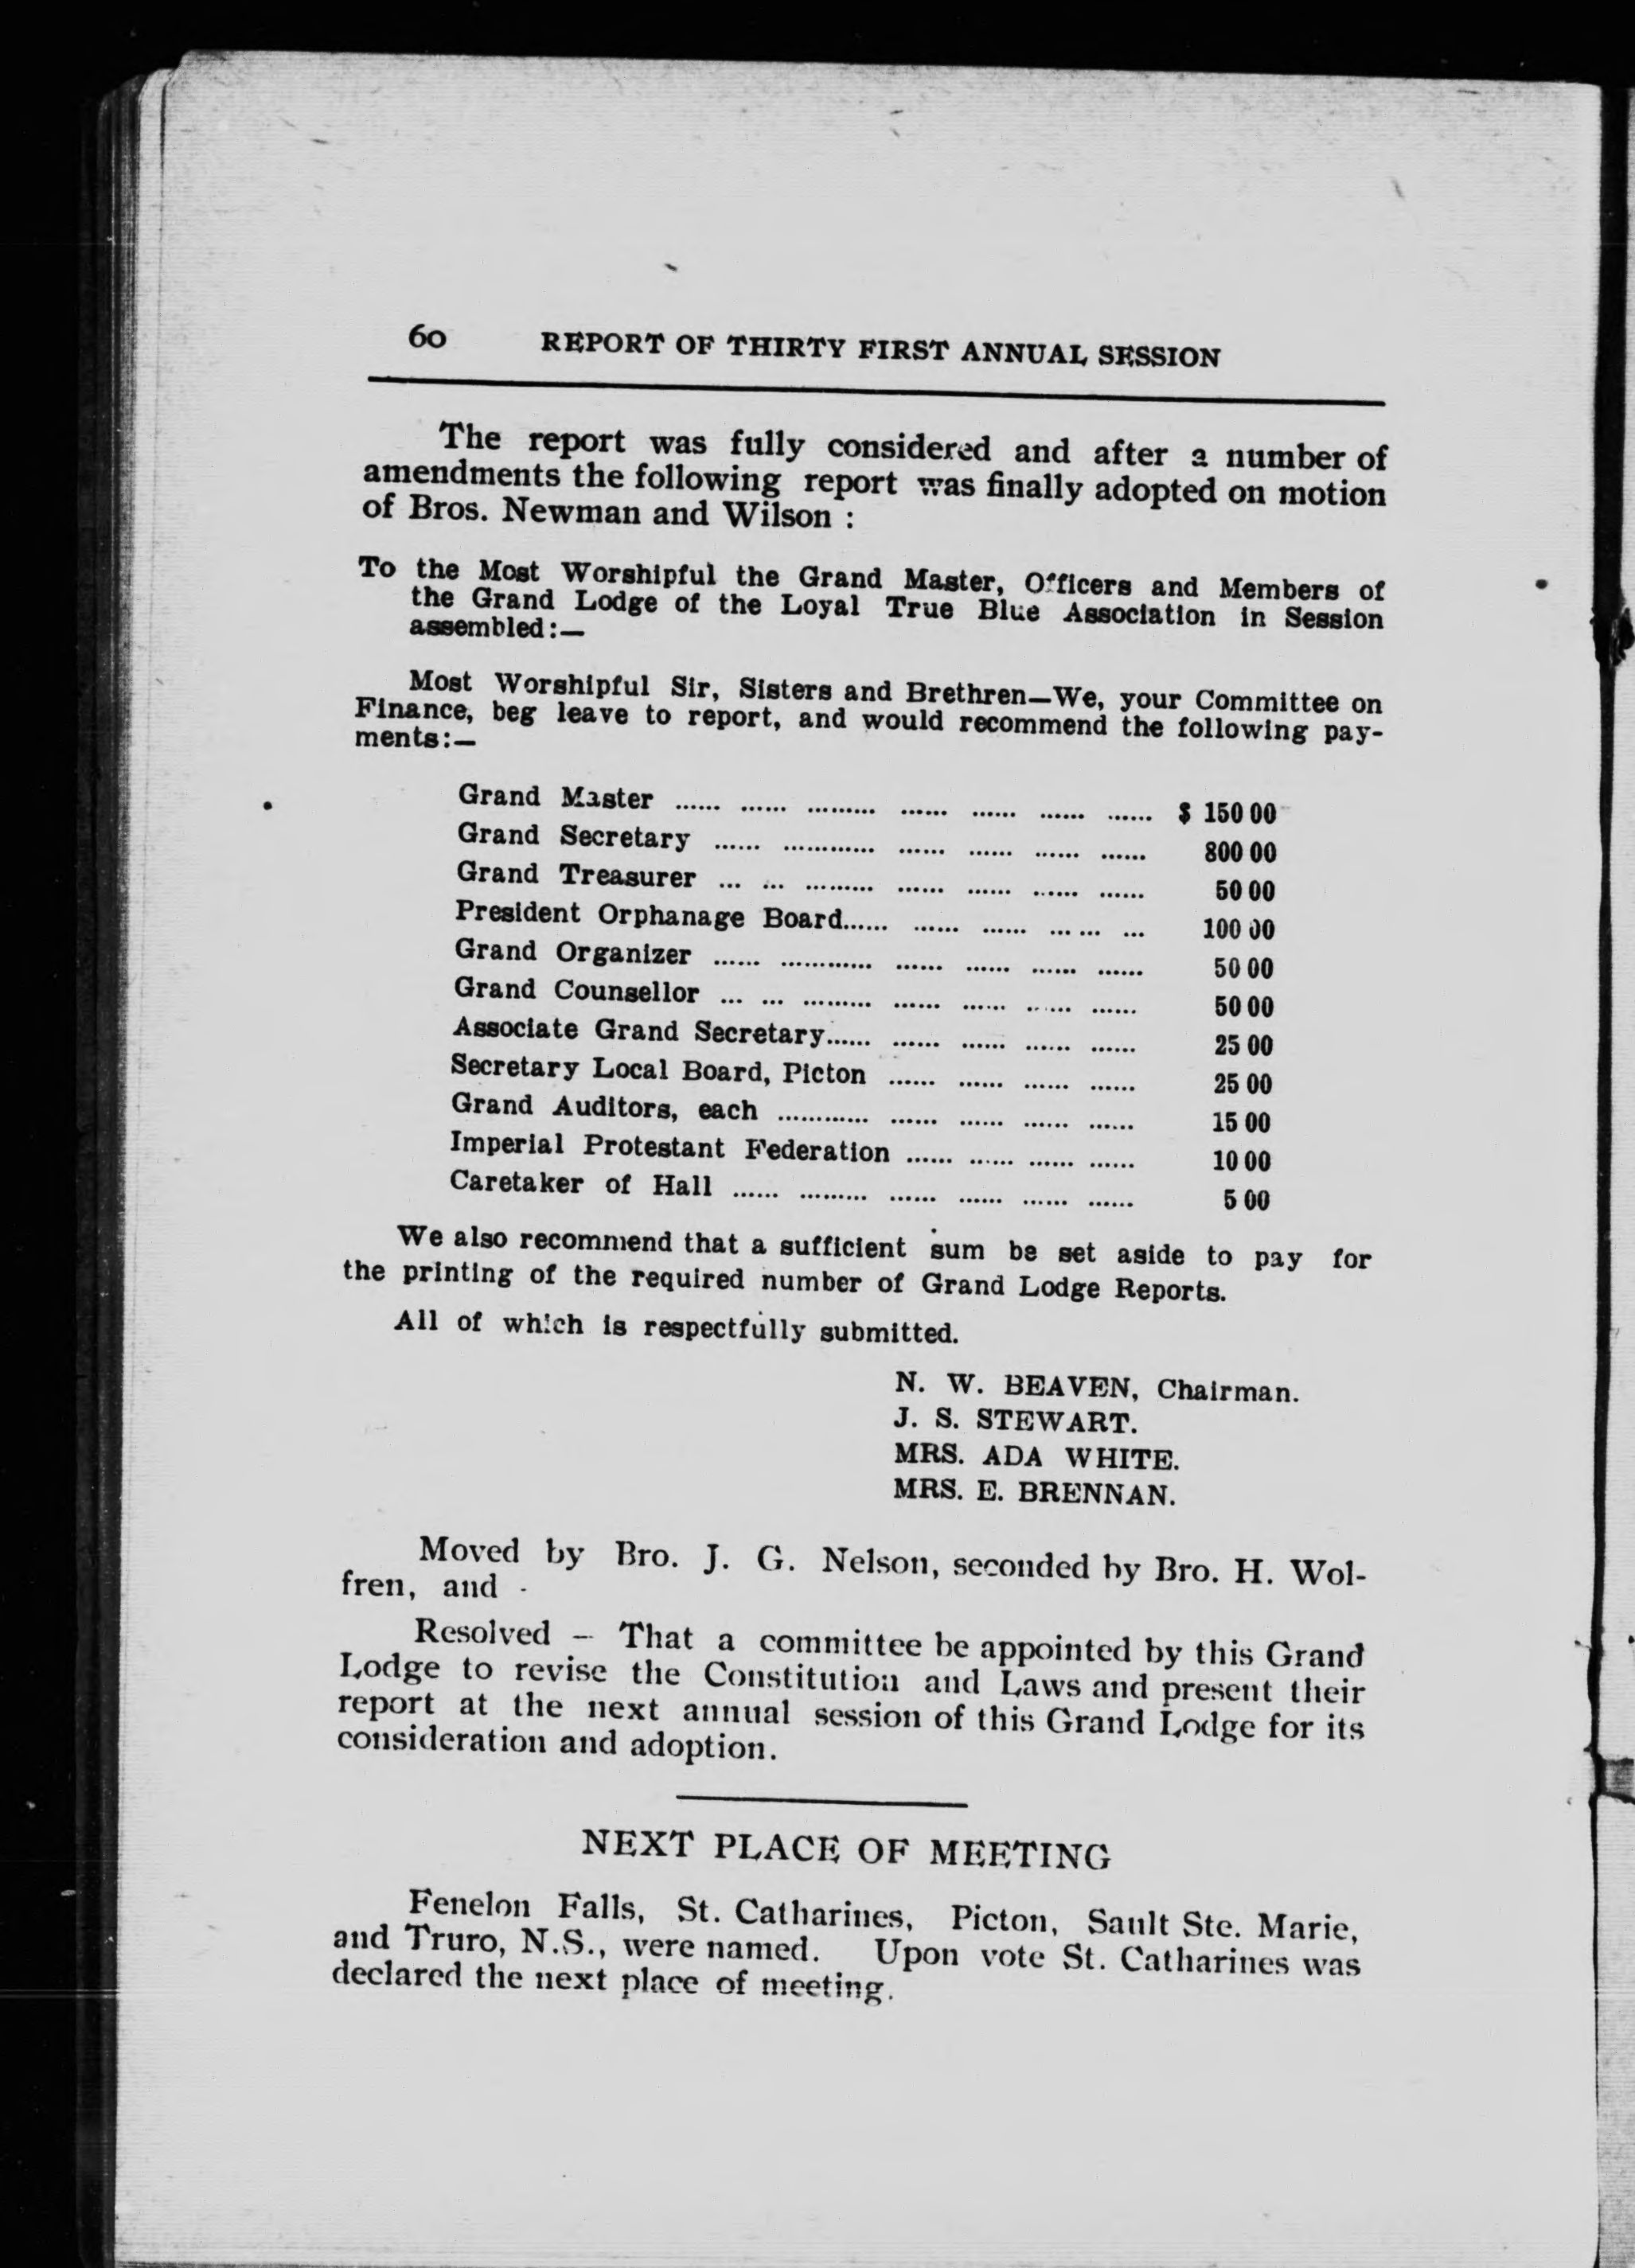 60 REPORT OF THIRTY FIRST ANNUAL SESSION
The report was fully considered and after a number of
amendments the following report was finally adopted on motion
of Bros. Newman and Wilson :
To the Most Worshipful the Grand Master, Officers and Members of
the Grand Lodge of the Loyal True Blue Association in Session
assembled:—
Most Worshipful Sir, Sisters and Brethren—We, your Committee on
Finance, beg leave to report, and would recommend the following pay-
ments:—
Grand Master ...... ...... ......... ...... ...... ...... ...... $ 150 00
Grand Secretary ...... ............ ...... ...... ...... ...... 800 00
Grand Treasurer ... ... ......... ...... ...... ...... ...... 50 00
President Orphanage Board...... ...... ...... ... ... ... 100 00
Grand Organizer ...... ............ ...... ...... ...... ...... 50 00
Grand Counsellor ... ... ......... ...... ...... ...... ...... 50 00
Associate Grand Secretary...... ...... ...... ...... ...... 25 00
Secretary Local Board, Picton ...... ...... ...... ...... 25 00
Grand Auditors, each ............ ...... ...... ...... ...... 15 00
Imperial Protestant Federation ...... ...... ...... ...... 10 00
Caretaker of Hall ...... ......... ...... ...... ...... ...... 5 00
We also recommend that a sufficient sum be set aside to pay for
the printing of the required number of Grand Lodge Reports.
All of which is respectfully submitted.
N. W. BEAVEN, Chairman.
J. S. STEWART.
MRS. ADA WHITE.
MRS. E. BRENNAN.
Moved by Bro. J. G. Nelson, seconded by Bro. H. Wol-
fren, and -
Resolved – That a committee be appointed by this Grand
Lodge to revise the Constitution and Laws and present their
report at the next annual session of this Grand Lodge for its
consideration and adoption.
NEXT PLACE OF MEETING
Fenelon Falls, St. Catharines, Picton, Sault Ste. Marie,
and Truro, N.S., were named. Upon vote St. Catharines was
declared the next place of meeting.